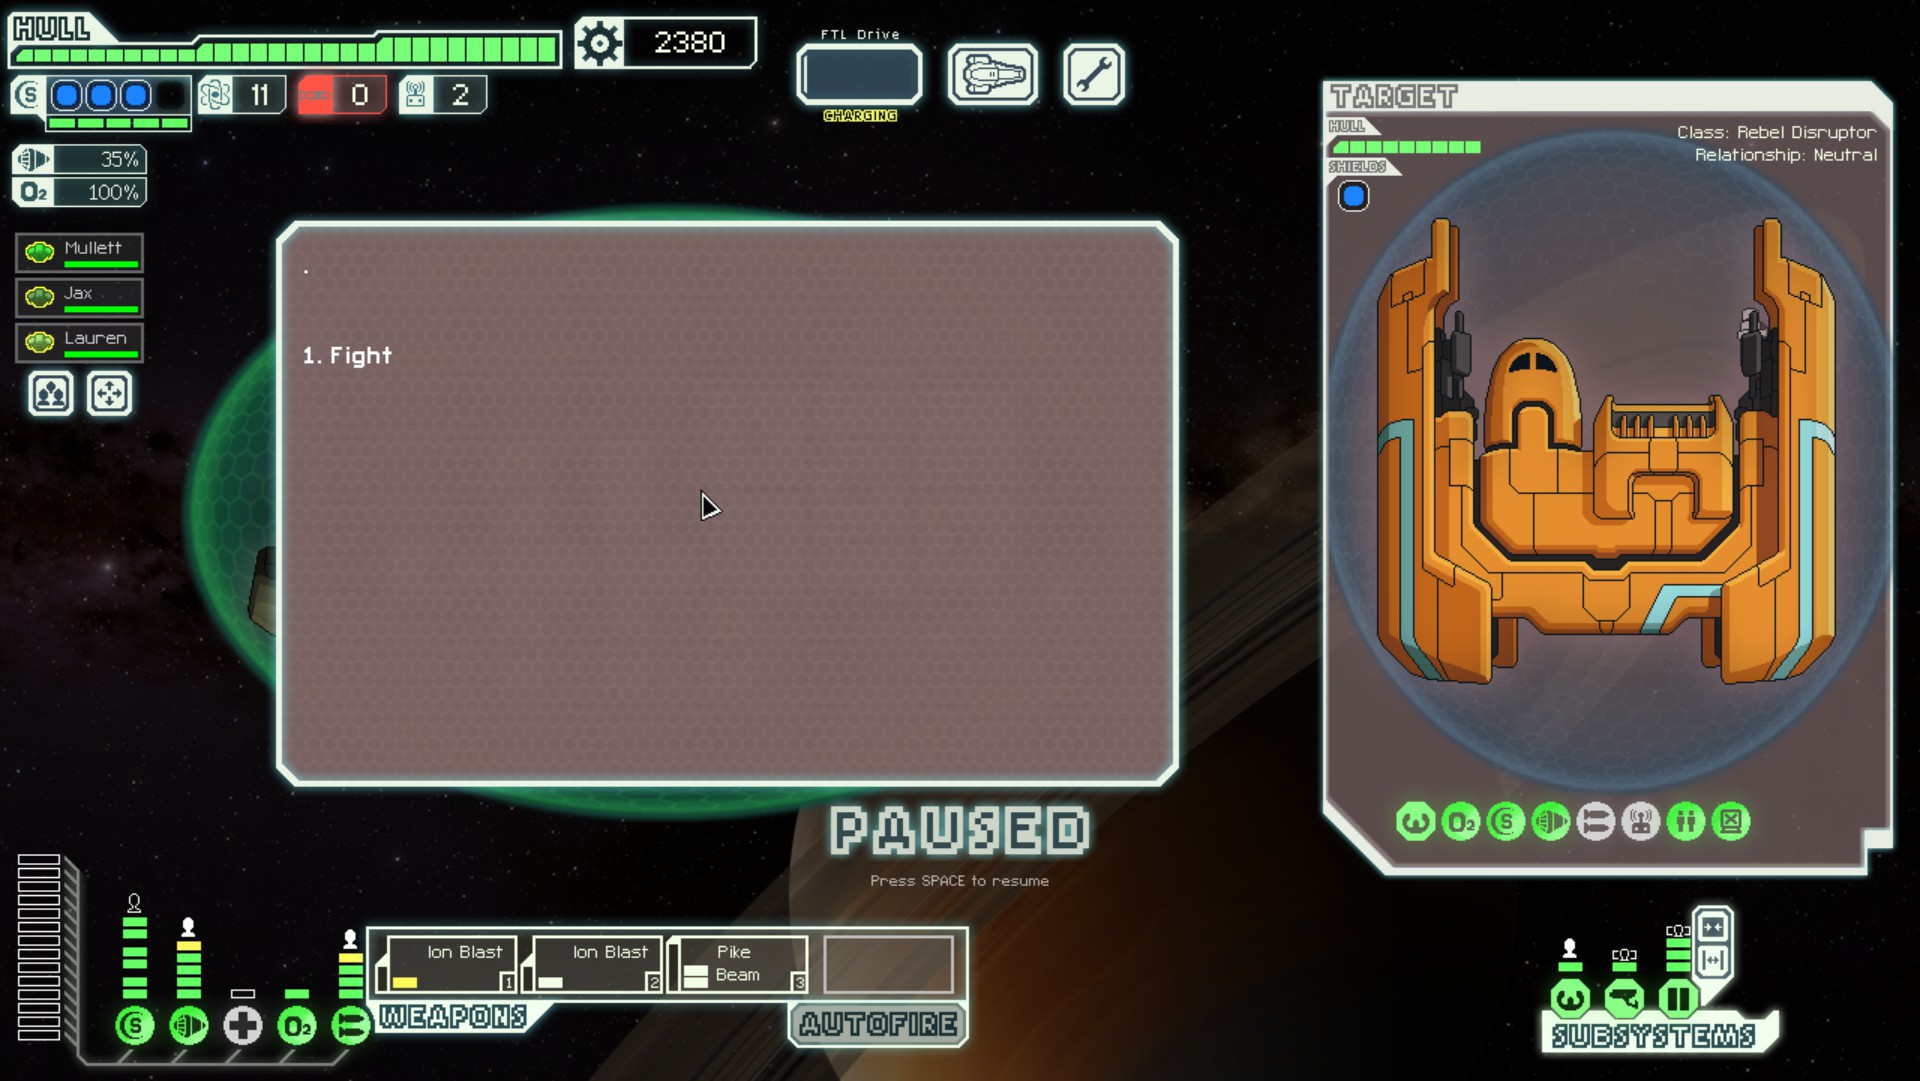 HULL
2380
FTL Drive
CHARGING
11
0
2
35%
O2
100%
Mullett
Jax
Lauren
.
1. Fight
TARGET
HULL
Class: Rebel Disruptor
Relationship: Neutral
SHIELDS
PAUSED
Press SPACE to resume
Ion Blast
1
Ion Blast
2
Pike
Beam
3
WEAPONS
AUTOFIRE
SUBSYSTEMS
S
O2
S
S
O2